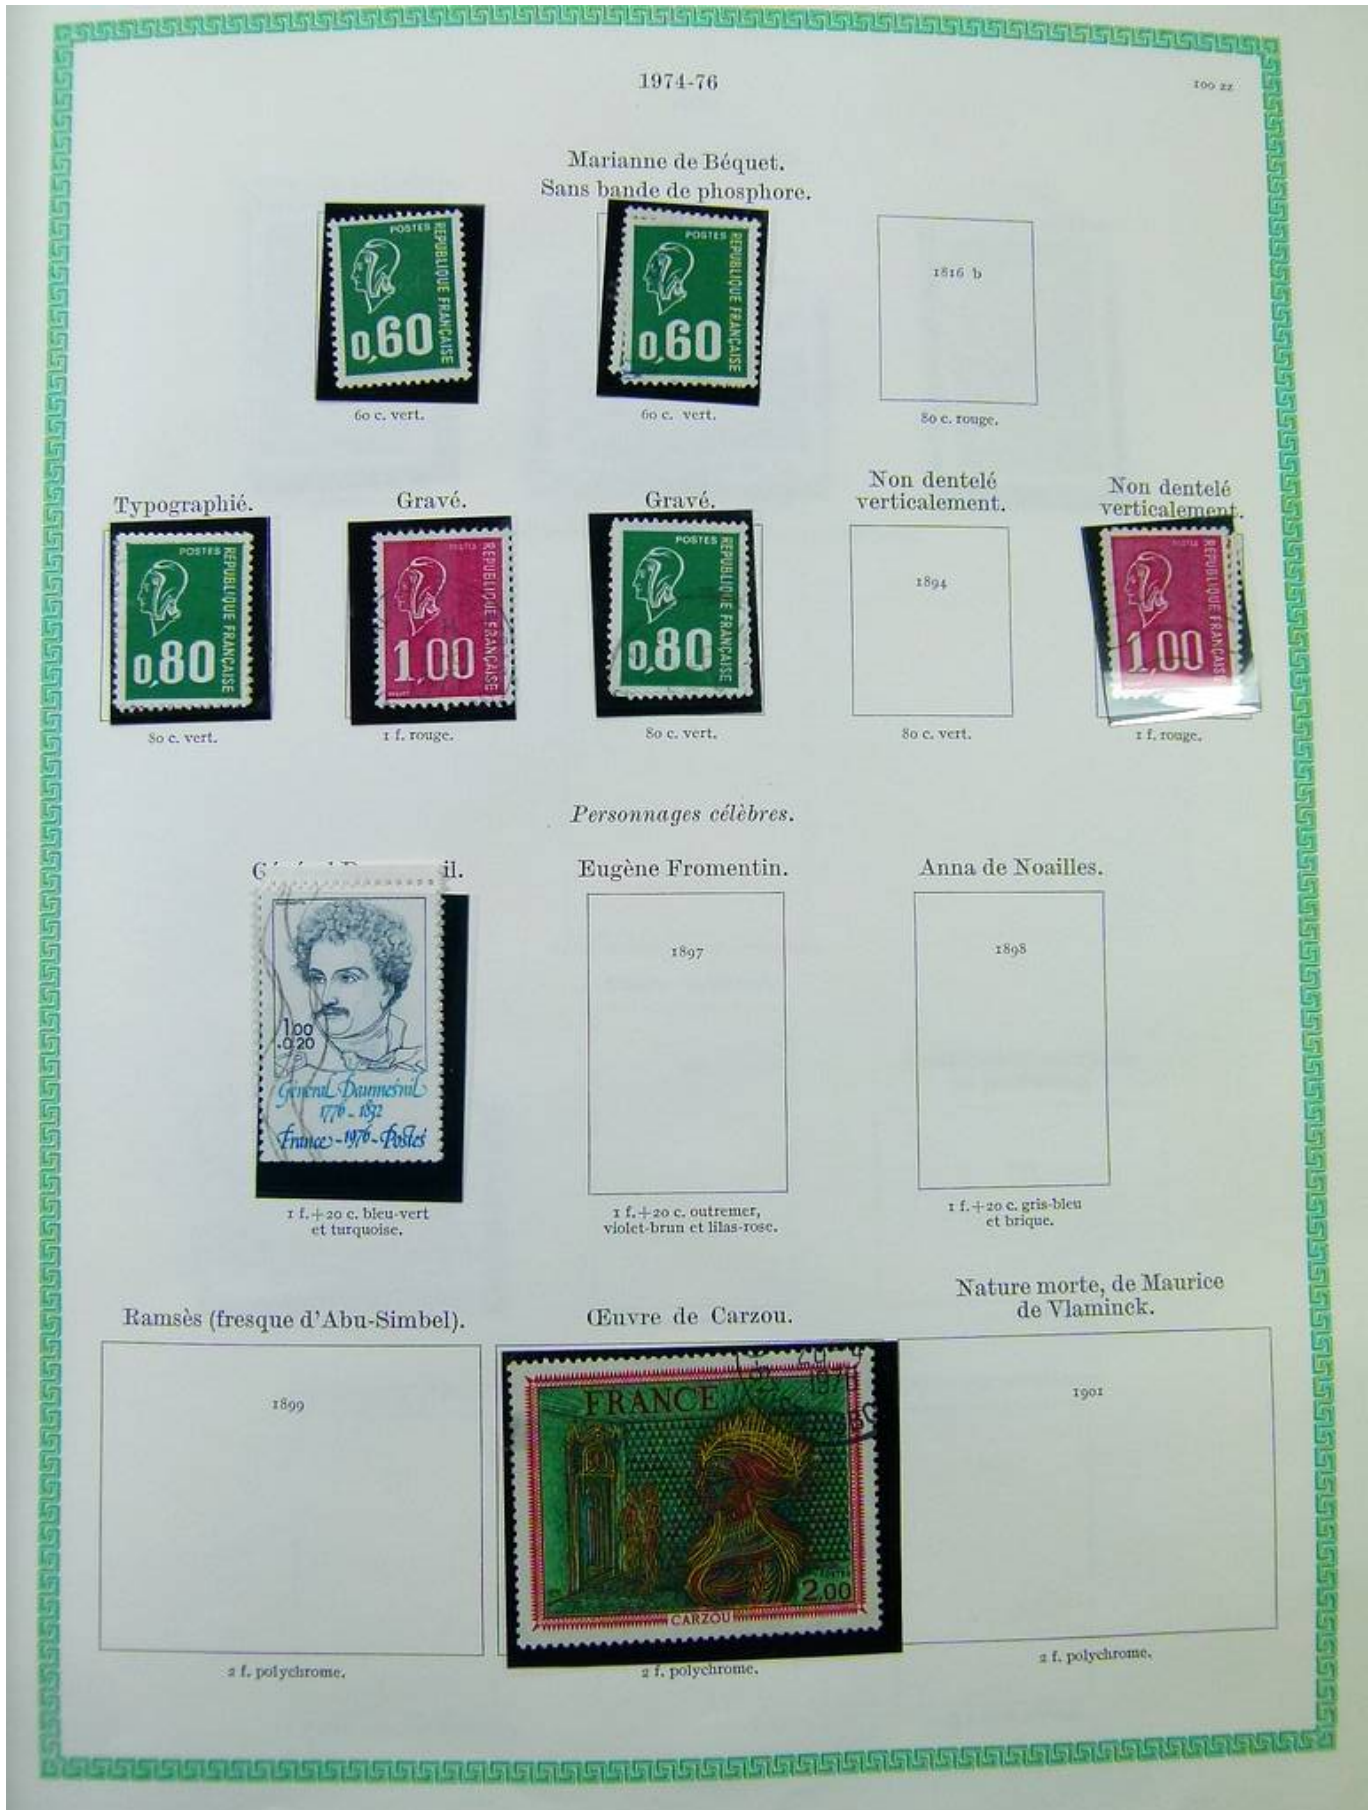 1974-76
100 zz
Marianne de Béquet.
Sans bande de phosphore.
POSTES
REPUBLIQUE FRANÇAISE
0,60
POSTES
REPUBLIQUE FRANÇAISE
0,60
1816 b
60 c. vert.
60 c. vert.
80 c. rouge.
Typographié.
Gravé.
Gravé.
Non dentelé
verticalement.
Non dentelé
verticalement.
POSTES
REPUBLIQUE FRANÇAISE
0,80
POSTES
REPUBLIQUE FRANÇAISE
1,00
POSTES
REPUBLIQUE FRANÇAISE
0,80
1894
POSTES
REPUBLIQUE FRANÇAISE
1,00
80 c. vert.
1 f. rouge.
80 c. vert.
80 c. vert.
1 f. rouge.
Personnages célèbres.
Eugène Fromentin.
Anna de Noailles.
1,00
+0,20
Général Daumesnil
1776 - 1832
France - 1976 - Postes
1897
1898
1 f.+20 c. bleu-vert
et turquoise.
1 f.+20 c. outremer,
violet-brun et lilas-rose.
1 f.+20 c. gris-bleu
et brique.
Ramsès (fresque d'Abu-Simbel).
Œuvre de Carzou.
Nature morte, de Maurice
de Vlaminck.
1899
FRANCE
POSTES
2,00
CARZOU
1901
2 f. polychrome.
2 f. polychrome.
2 f. polychrome.